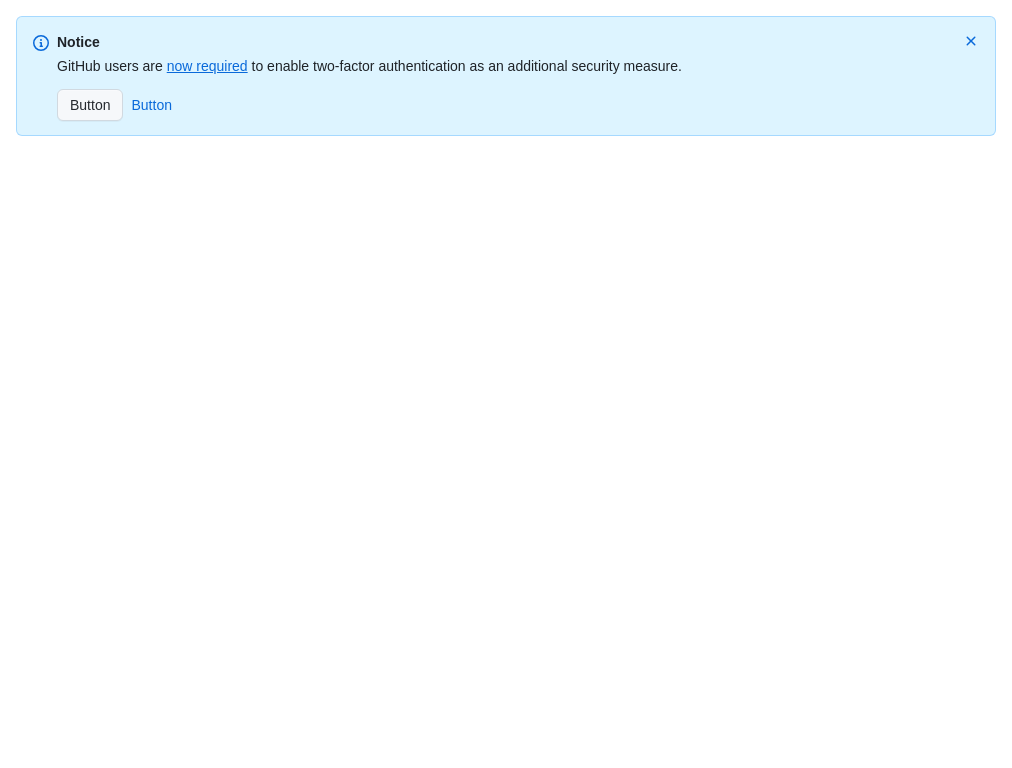 Notice
GitHub users are now required to enable two-factor authentication as an additional security measure.
Button Button